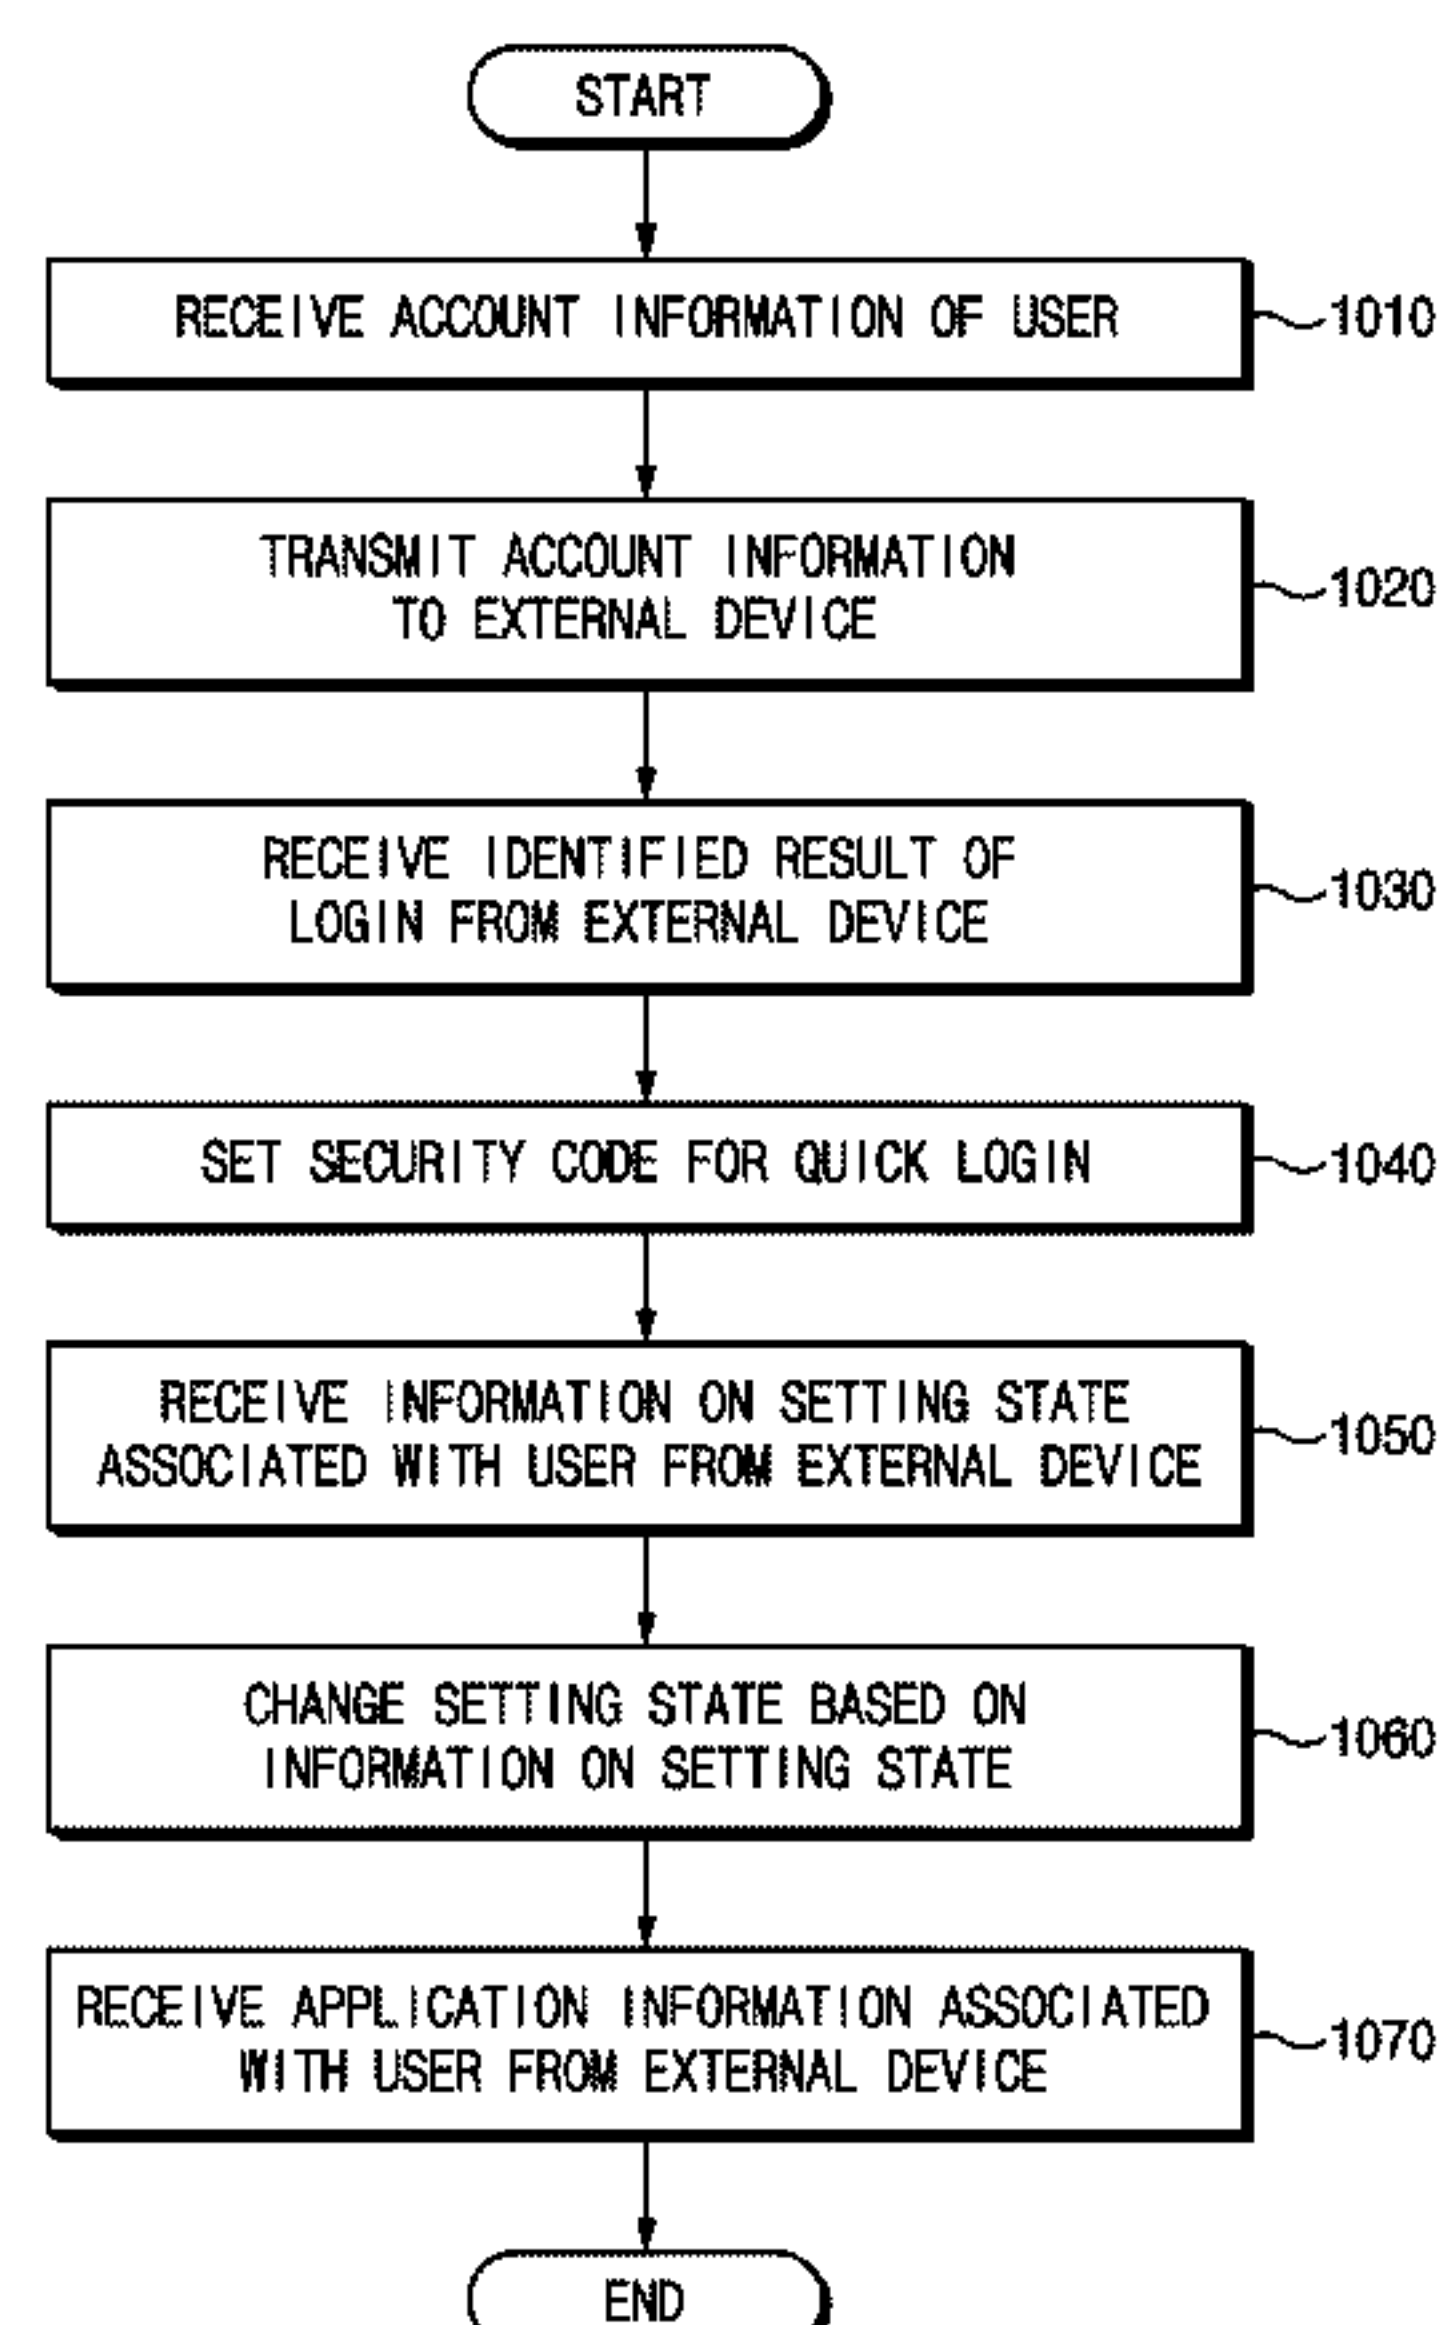 START
RECEIVE ACCOUNT INFORMATION OF USER
1010
TRANSMIT ACCOUNT INFORMATION
TO EXTERNAL DEVICE
1020
RECEIVE IDENTIFIED RESULT OF
LOGIN FROM EXTERNAL DEVICE
1030
SET SECURITY CODE FOR QUICK LOGIN
1040
RECEIVE INFORMATION ON SETTING STATE
ASSOCIATED WITH USER FROM EXTERNAL DEVICE
1050
CHANGE SETTING STATE BASED ON
INFORMATION ON SETTING STATE
1060
RECEIVE APPLICATION INFORMATION ASSOCIATED
WITH USER FROM EXTERNAL DEVICE
1070
END